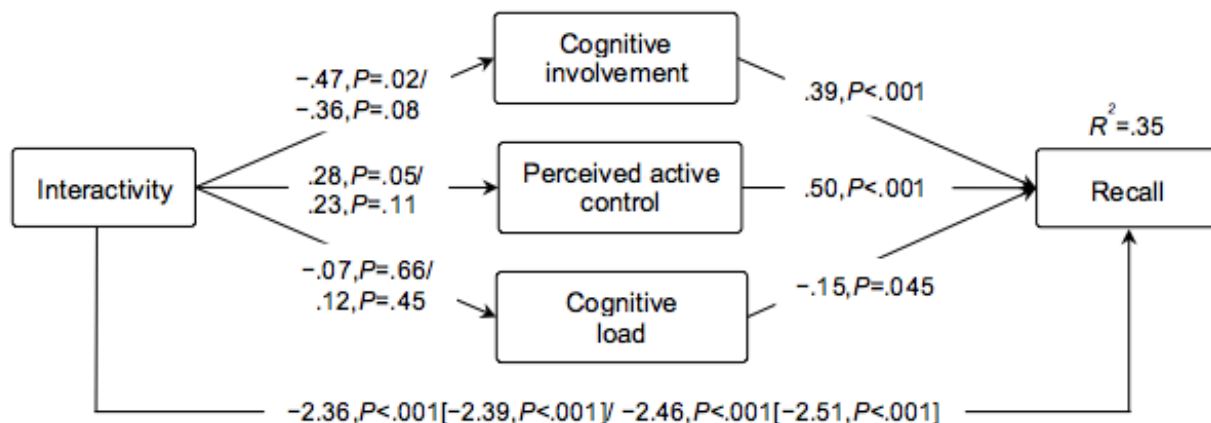 Cognitive
involvement
−.47,P=.02/
−.36,P=.08
.39,P<.001
R²=.35
Interactivity
.28,P=.05/
.23,P=.11
Perceived active
control
.50,P<.001
Recall
−.07,P=.66/
.12,P=.45
Cognitive
load
−.15,P=.045
−2.36,P<.001[−2.39,P<.001]/ −2.46,P<.001[−2.51,P<.001]